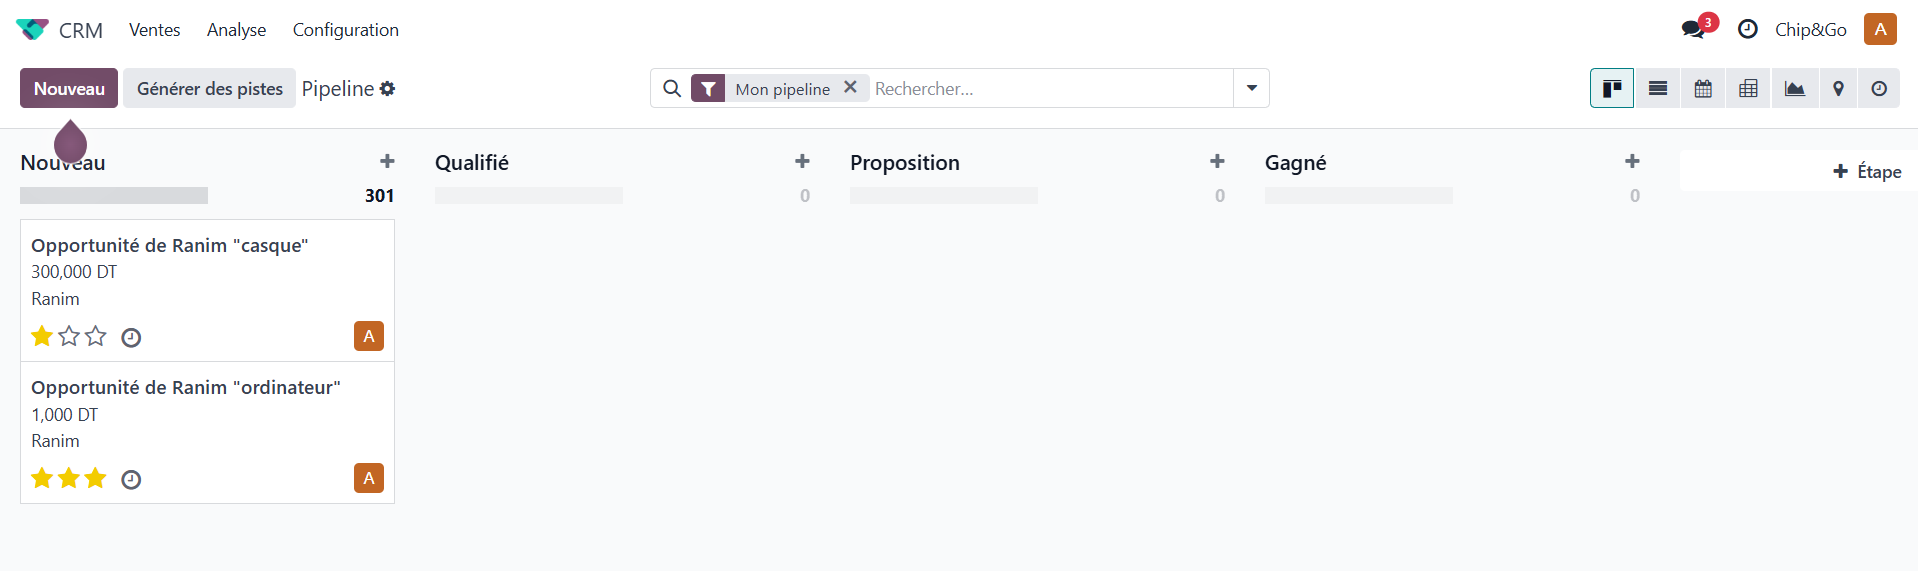 CRM Ventes Analyse Configuration 3 Chip&Go A
Nouveau Générer des pistes Pipeline Mon pipeline Rechercher...
Nouveau Qualifié Proposition Gagné Étape
301 0 0 0
Opportunité de Ranim "casque"
300,000 DT
Ranim
A
Opportunité de Ranim "ordinateur"
1,000 DT
Ranim
A